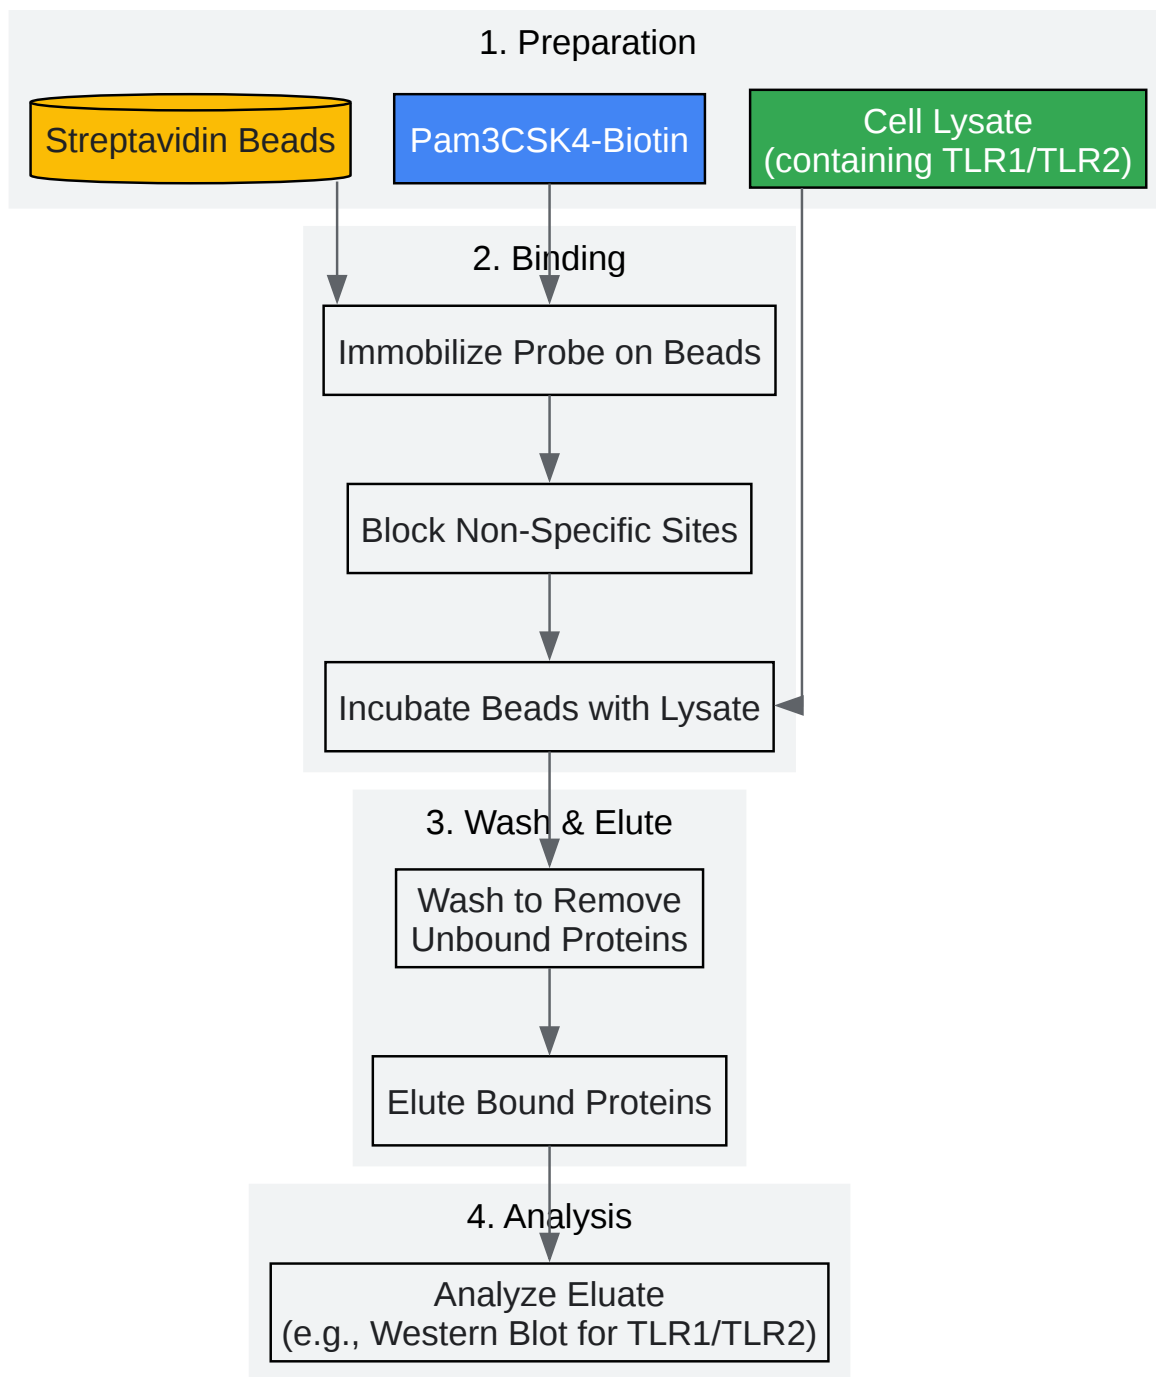 1. Preparation
Streptavidin Beads
Pam3CSK4-Biotin
Cell Lysate
(containing TLR1/TLR2)
2. Binding
Immobilize Probe on Beads
Block Non-Specific Sites
Incubate Beads with Lysate
3. Wash & Elute
Wash to Remove
Unbound Proteins
Elute Bound Proteins
4. Analysis
Analyze Eluate
(e.g., Western Blot for TLR1/TLR2)